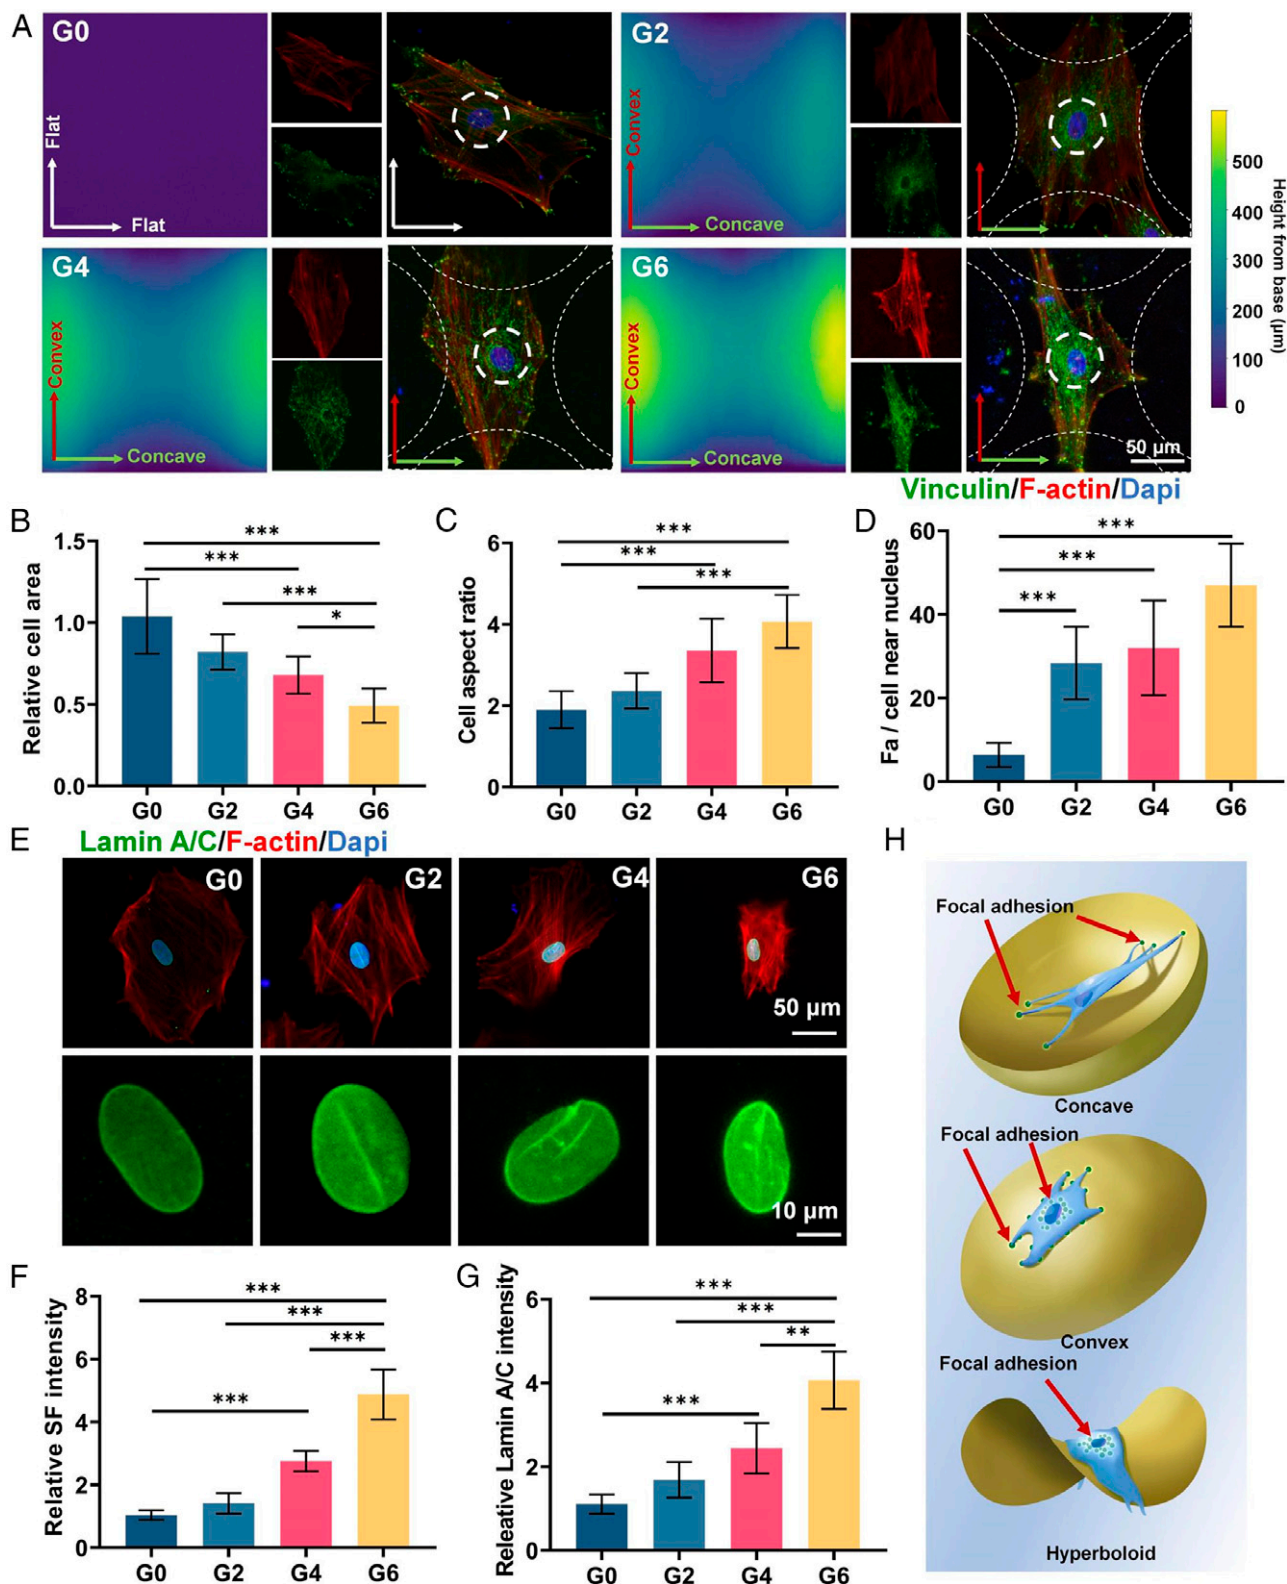 A
G0
Flat
Flat
G2
Convex
Concave
G4
Convex
Concave
G6
Convex
Concave
50 μm
500
400
300
200
100
0
Height from base (μm)
Vinculin/F-actin/Dapi
B
Relative cell area
1.5
1.0
0.5
0.0
***
***
***
*
G0 G2 G4 G6
C
Cell aspect ratio
6
4
2
0
***
***
***
G0 G2 G4 G6
D
Fa / cell near nucleus
60
40
20
0
***
***
***
G0 G2 G4 G6
E
Lamin A/C/F-actin/Dapi
G0
G2
G4
G6
50 μm
10 μm
F
Relative SF intensity
8
6
4
2
0
***
***
***
***
G0 G2 G4 G6
G
Releative Lamin A/C intensity
6
4
2
0
***
***
**
***
G0 G2 G4 G6
H
Focal adhesion
Concave
Focal adhesion
Convex
Focal adhesion
Hyperboloid